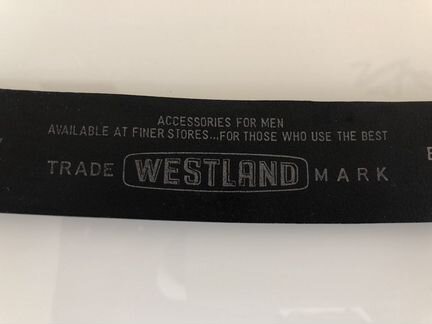 ACCESSORIES FOR MEN
AVAILABLE AT FINER STORES...FOR THOSE WHO USE THE BEST
TRADE WESTLAND MARK